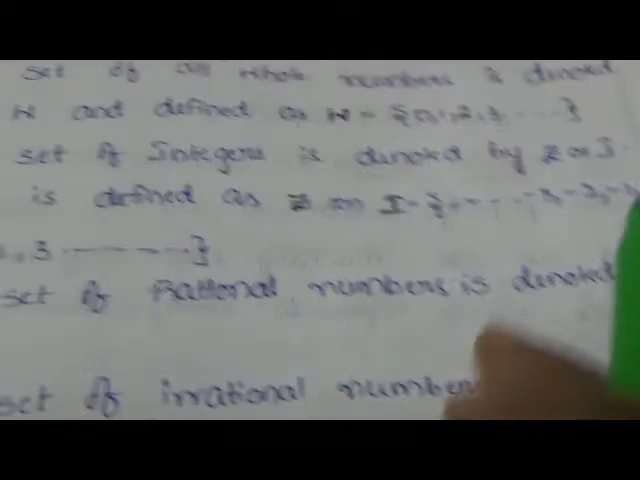 set of all whole numbers is denoted
W and defined as W = {0,1,2,3 ....}
set of Integers is denoted by Z or I
is defined as Z or I = {.... -3,-2,-1
3 ........}
set of Rational numbers is denoted
set of irrational numbers